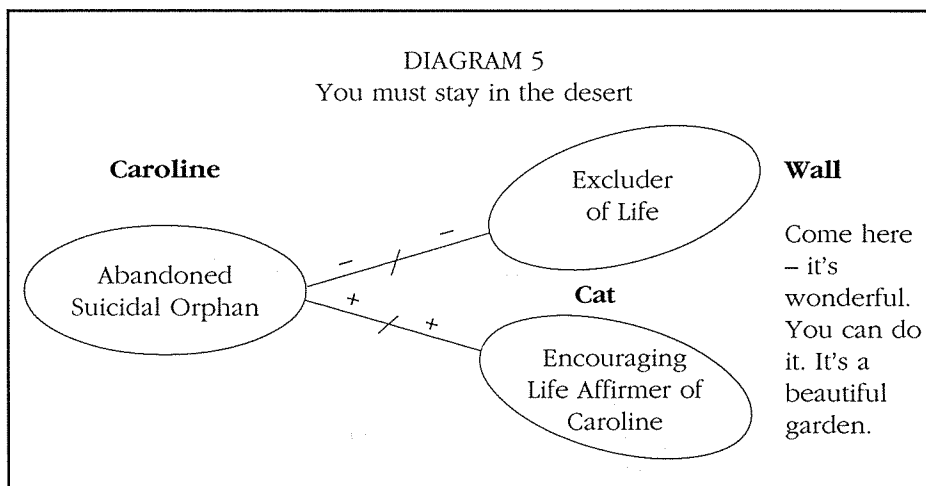 DIAGRAM 5
You must stay in the desert
Caroline
Wall
Excluder
of Life
Abandoned
Suicidal Orphan
– / –
+ / +
Cat
Encouraging
Life Affirmer of
Caroline
Come here
– it's
wonderful.
You can do
it. It's a
beautiful
garden.